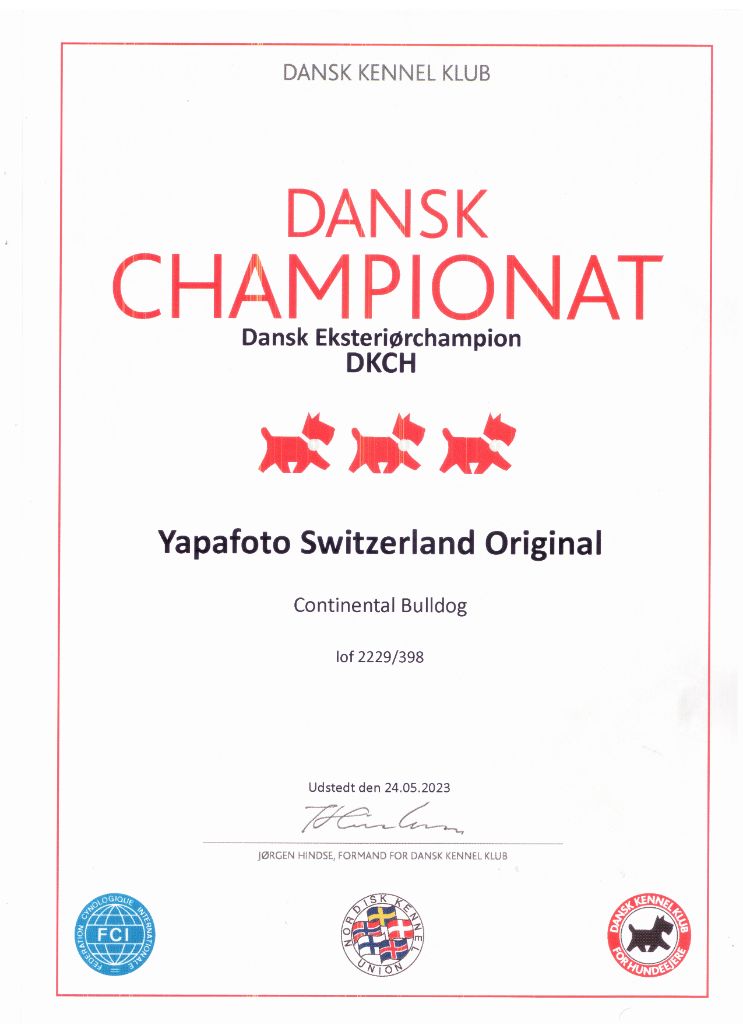 DANSK KENNEL KLUB
DANSK
CHAMPIONAT
Dansk Eksteriørchampion
DKCH
Yapafoto Switzerland Original
Continental Bulldog
lof 2229/398
Udstedt den 24.05.2023
JØRGEN HINDSE, FORMAND FOR DANSK KENNEL KLUB
FEDERATION CYNOLOGIQUE INTERNATIONALE
FCI
NORDISK KENNEL
UNION
DANSK KENNEL KLUB
FOR HUNDEEJERE